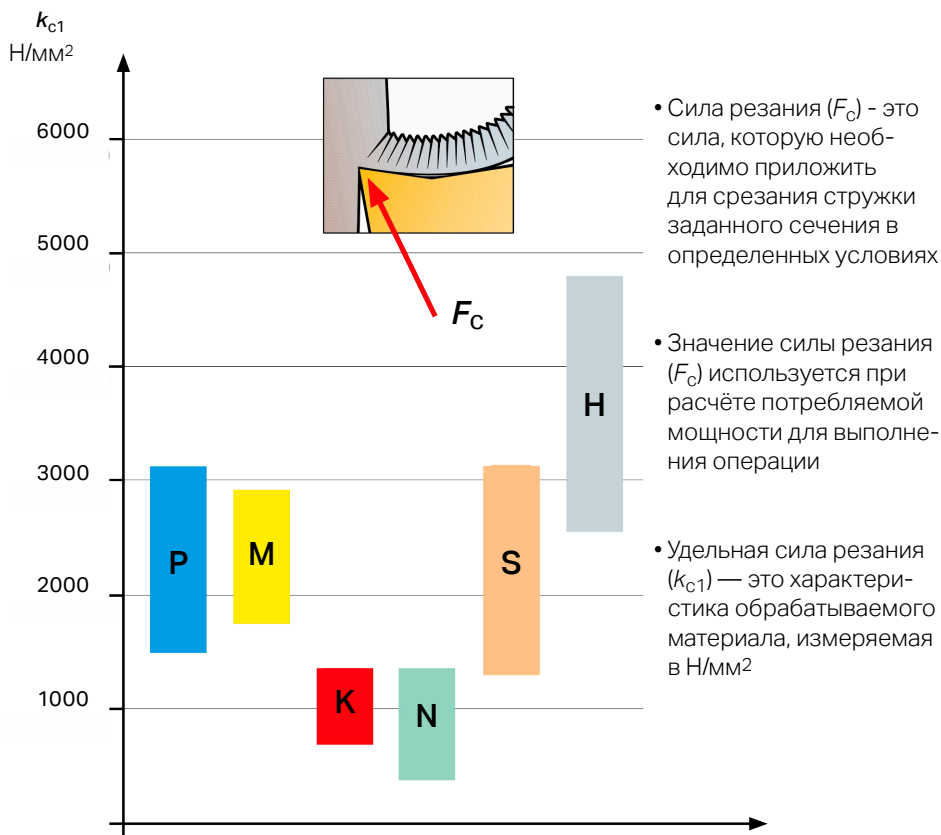 kc1
Н/мм²
6000
5000
4000
3000
2000
1000
FC
P
M
K
N
S
H
• Сила резания (FC) - это
сила, которую необ-
ходимо приложить
для срезания стружки
заданного сечения в
определенных условиях
• Значение силы резания
(FC) используется при
расчёте потребляемой
мощности для выполне-
ния операции
• Удельная сила резания
(kc1) — это характери-
стика обрабатываемого
материала, измеряемая
в Н/мм²